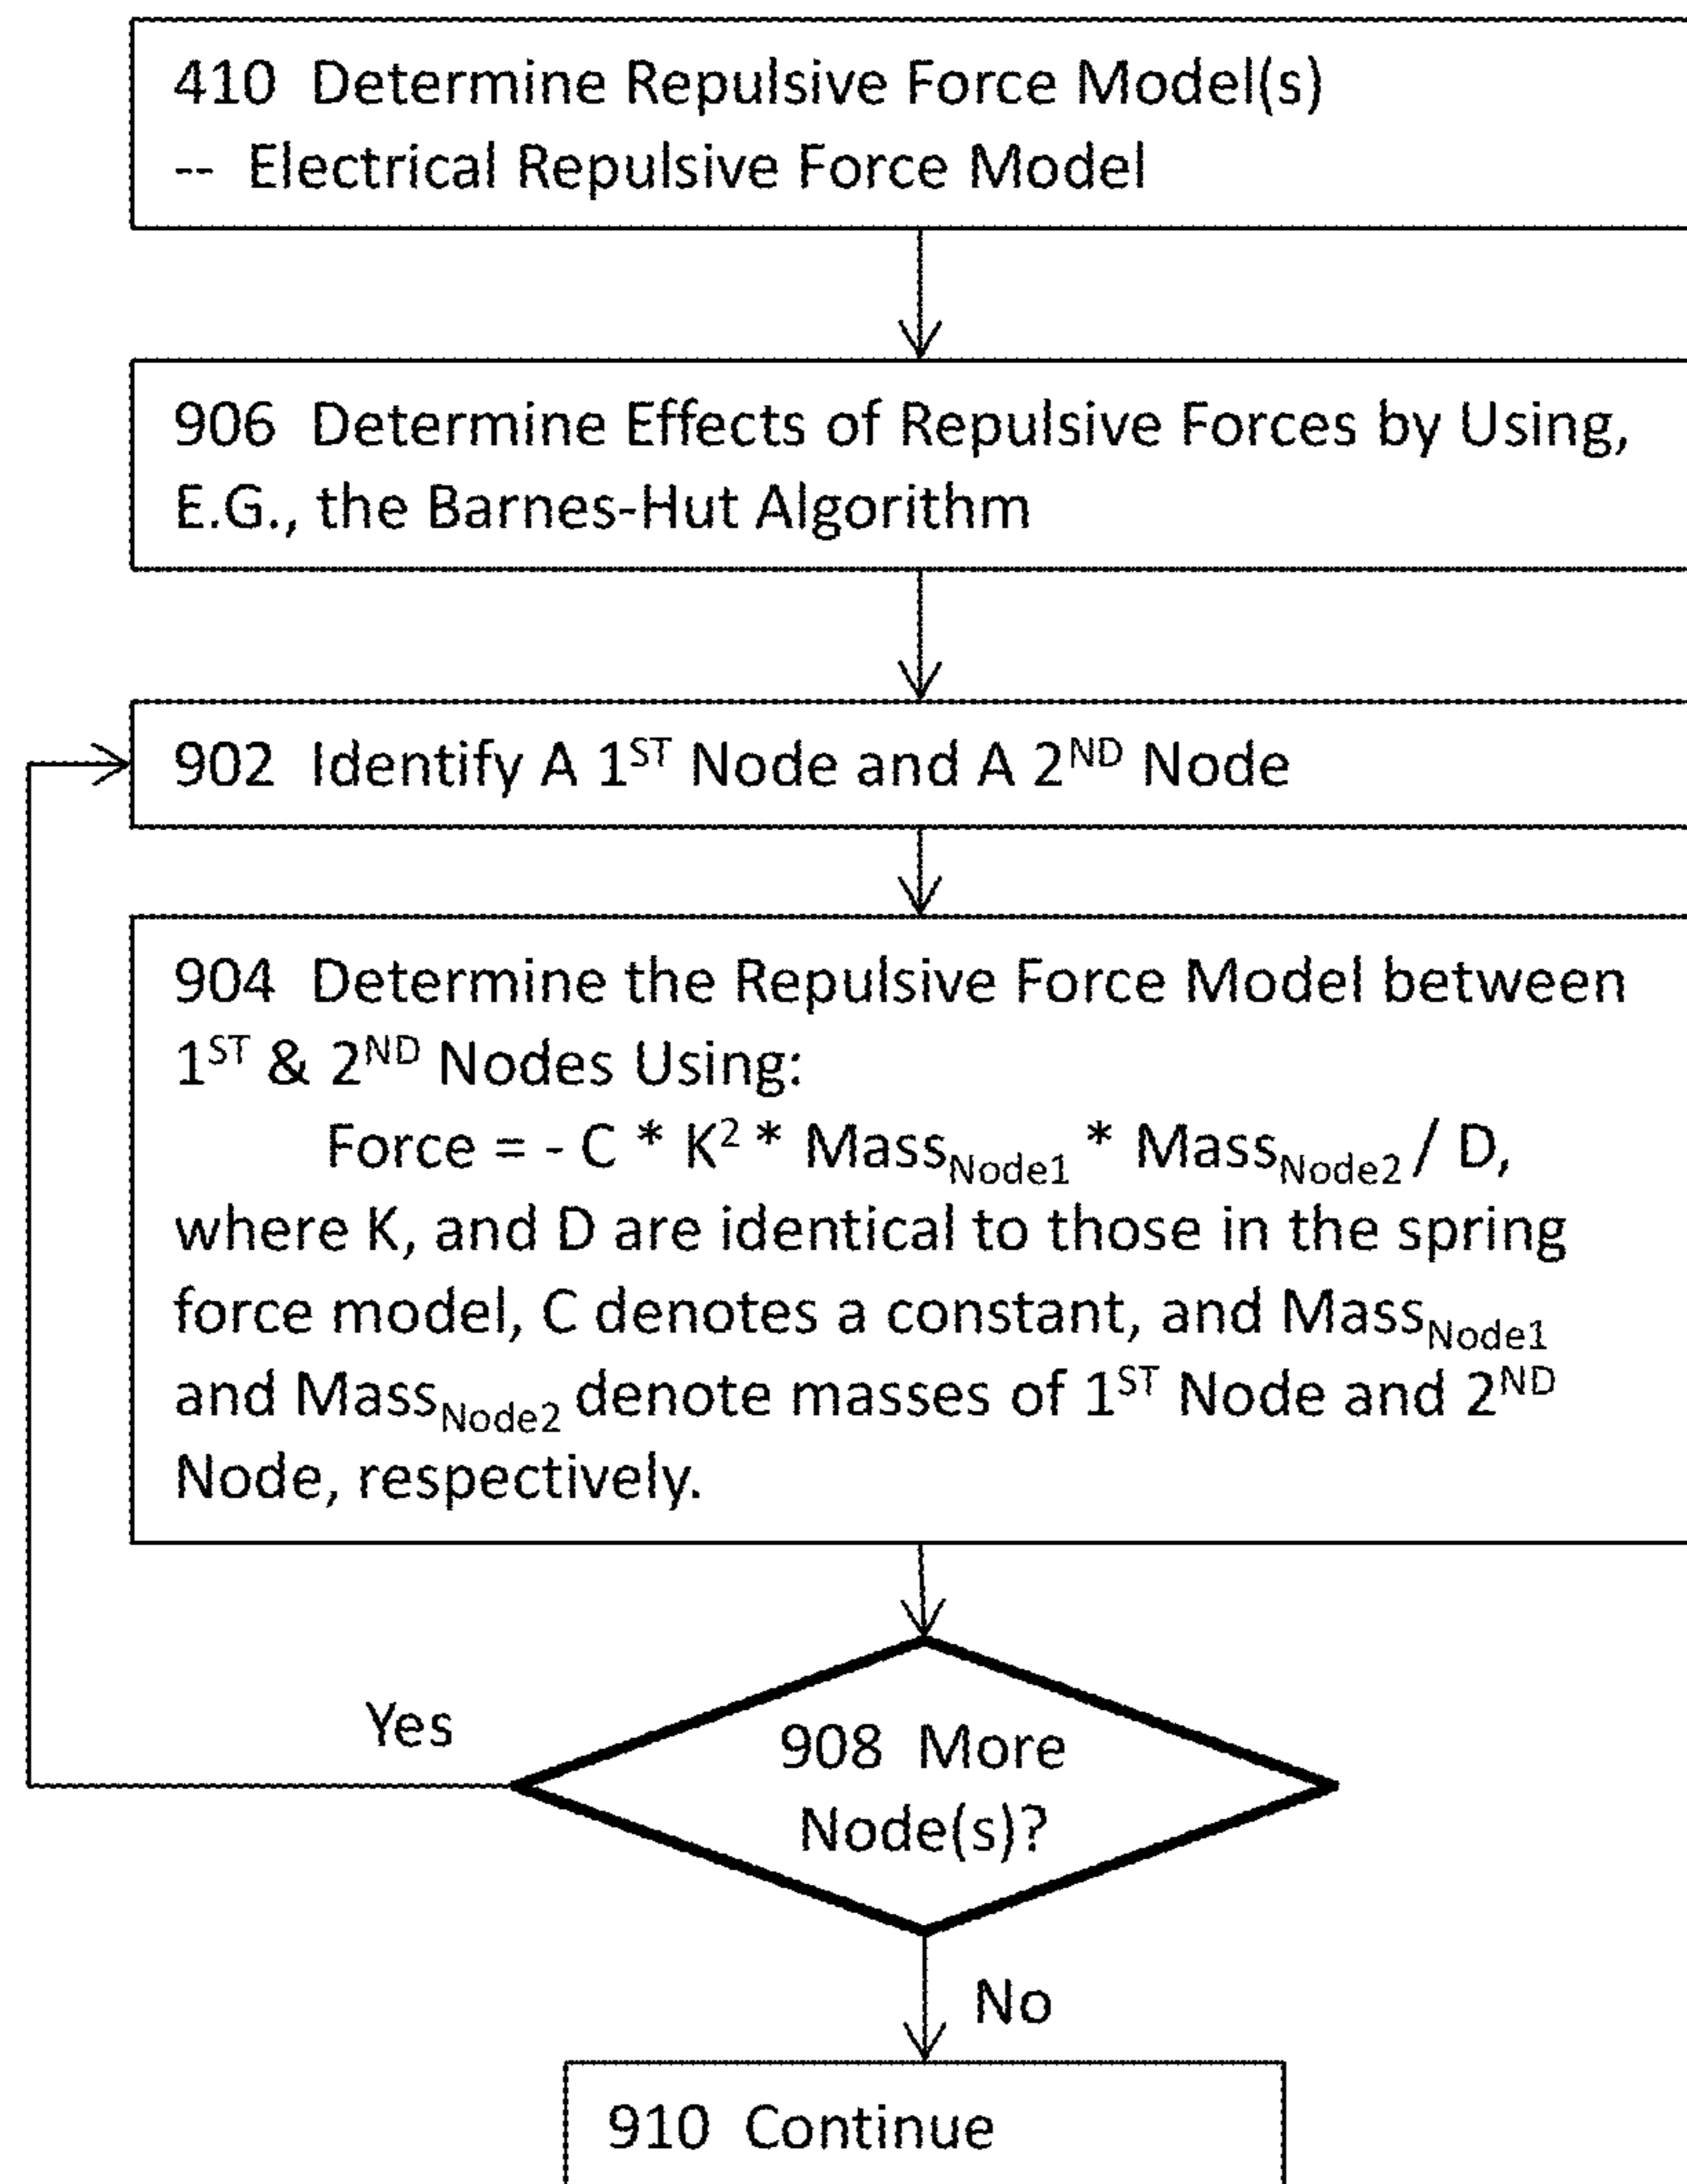 410 Determine Repulsive Force Model(s)
-- Electrical Repulsive Force Model
906 Determine Effects of Repulsive Forces by Using,
E.G., the Barnes-Hut Algorithm
902 Identify A 1ST Node and A 2ND Node
904 Determine the Repulsive Force Model between
1ST & 2ND Nodes Using:
Force = - C * K² * MassNode1 * MassNode2 / D,
where K, and D are identical to those in the spring
force model, C denotes a constant, and MassNode1
and MassNode2 denote masses of 1ST Node and 2ND
Node, respectively.
Yes
908 More
Node(s)?
No
910 Continue